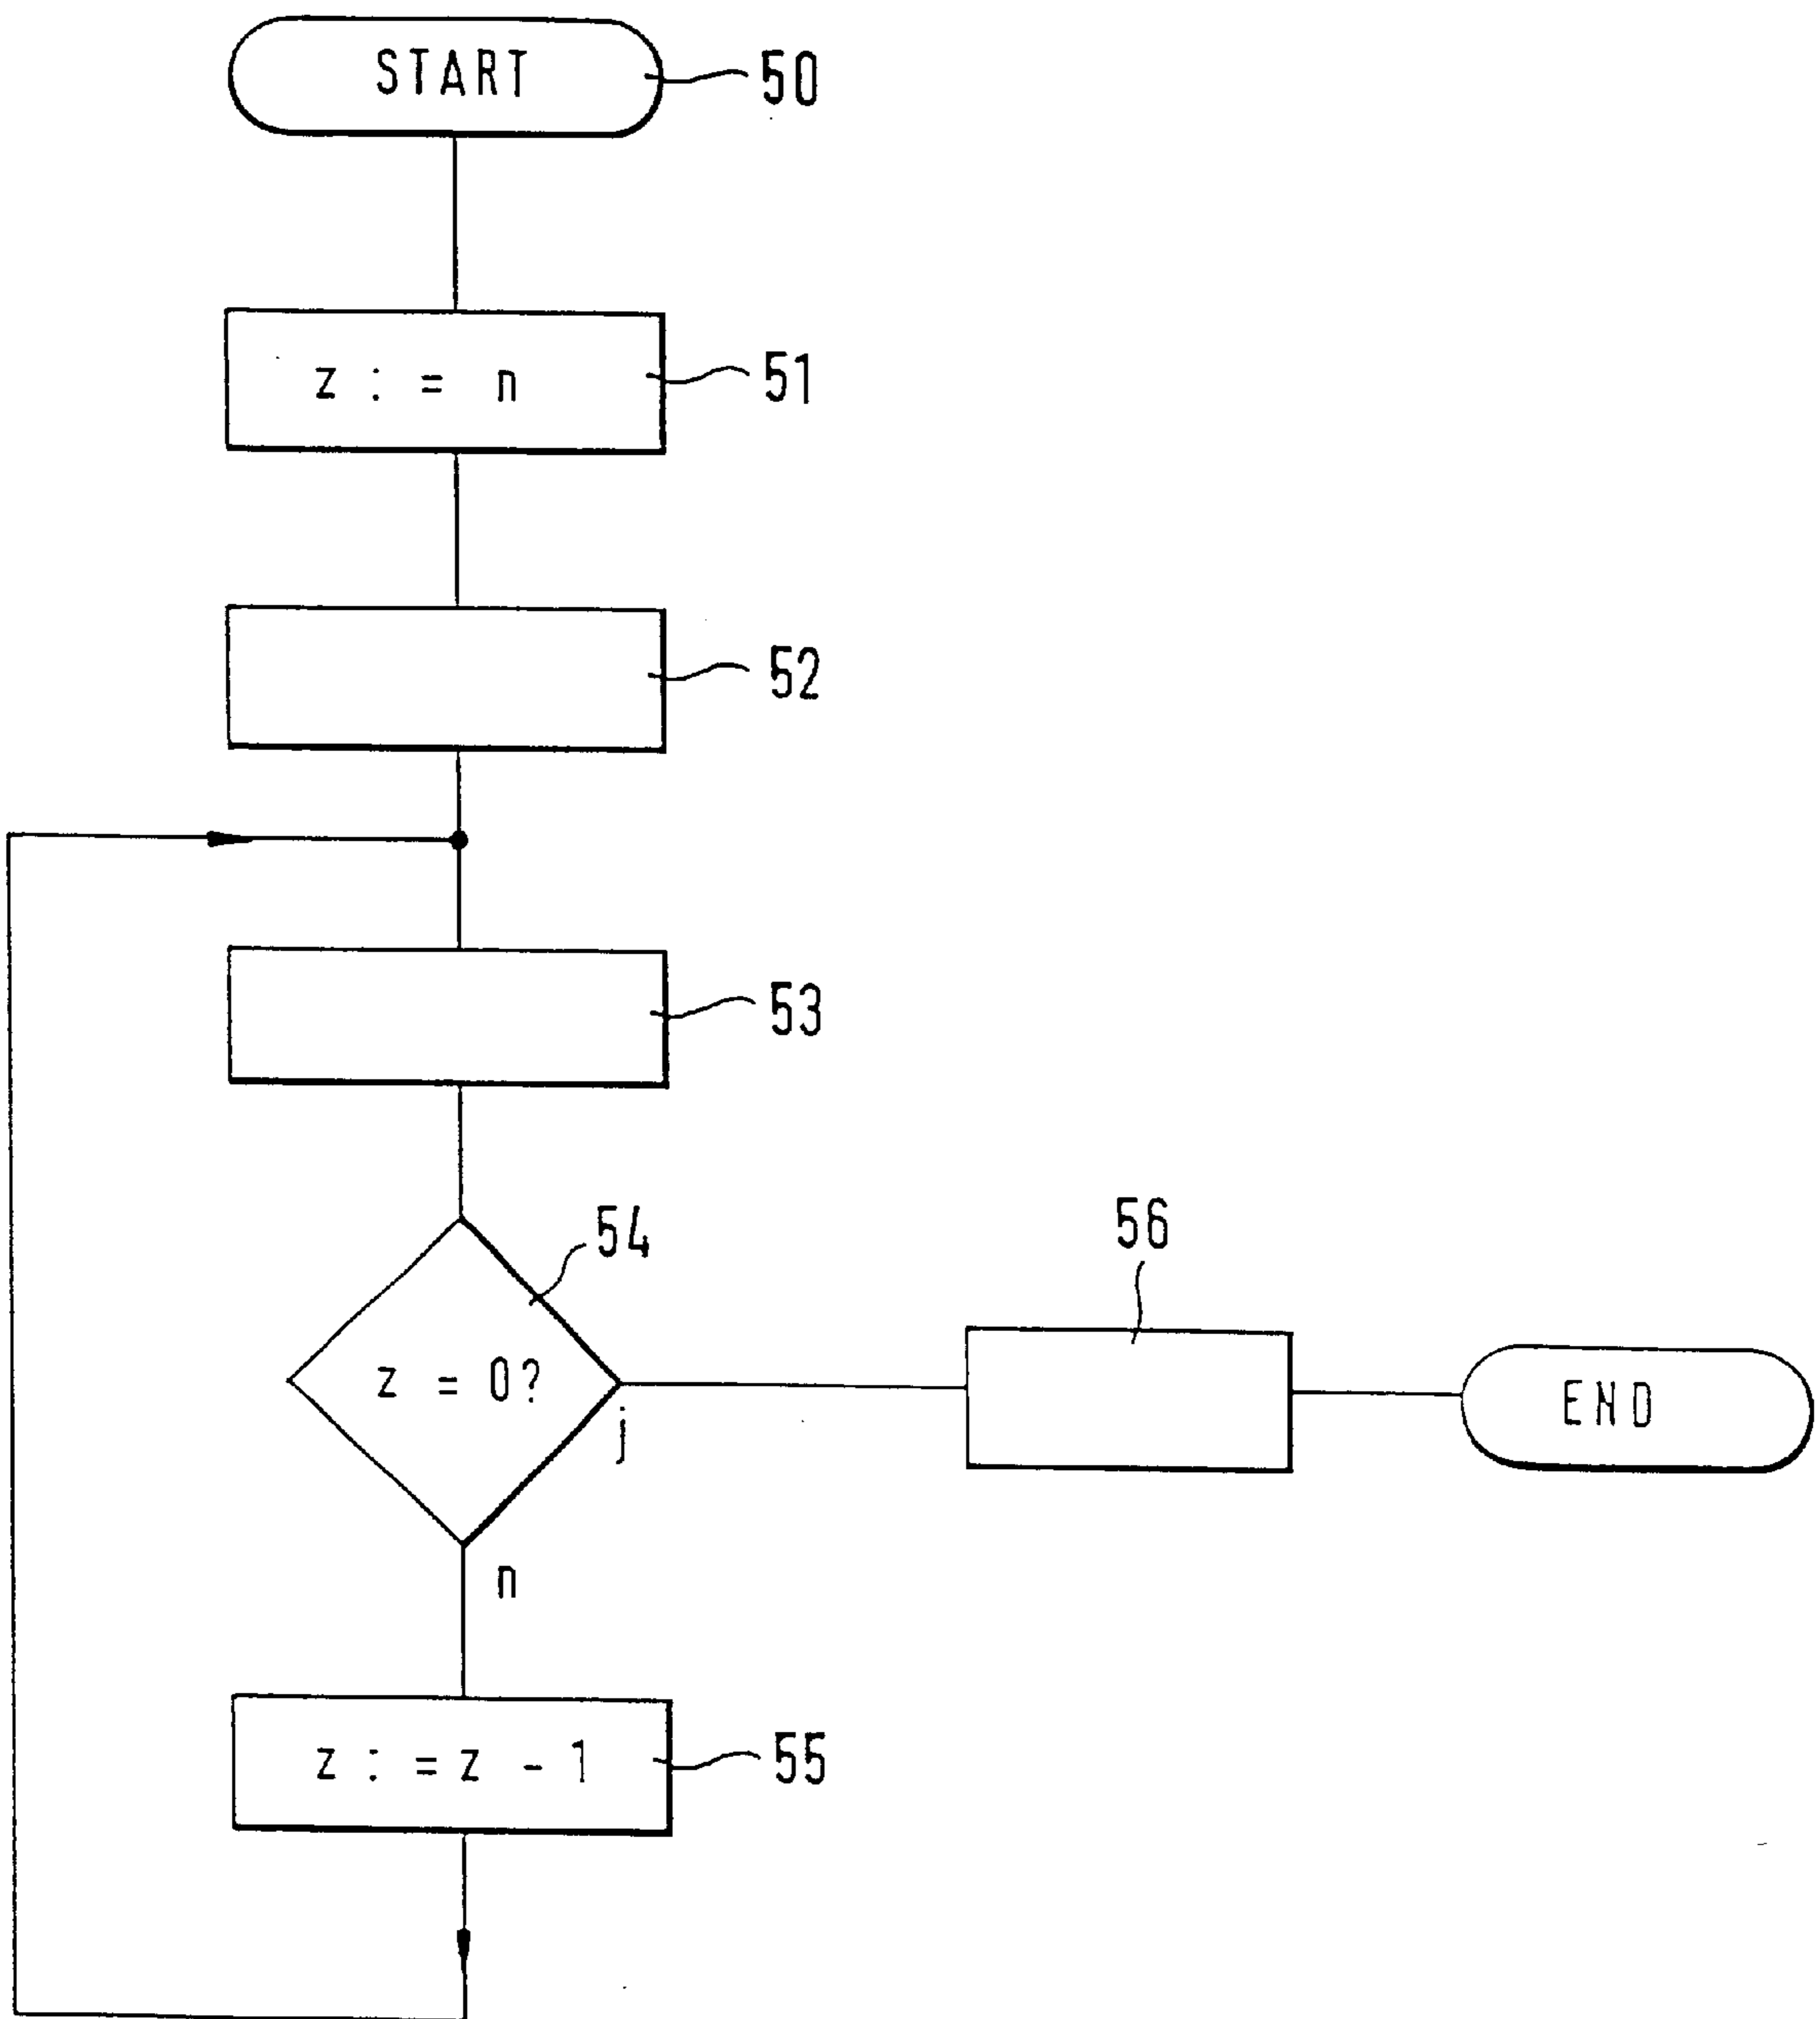 START
50
z := n
51
52
53
54
z = 0?
j
56
END
n
z := z - 1
55